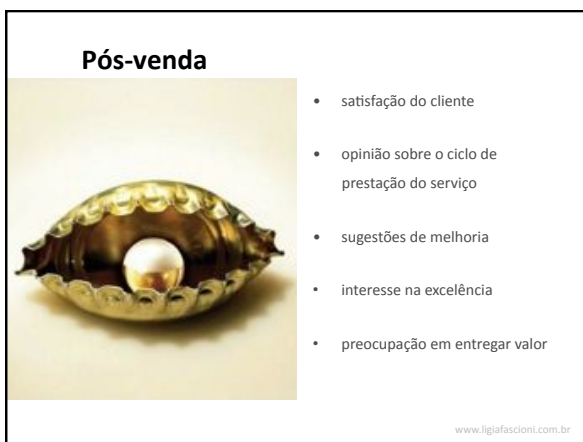 Pós-venda
• satisfação do cliente
• opinião sobre o ciclo de
prestação do serviço
• sugestões de melhoria
• interesse na excelência
• preocupação em entregar valor
www.ligiafascioni.com.br